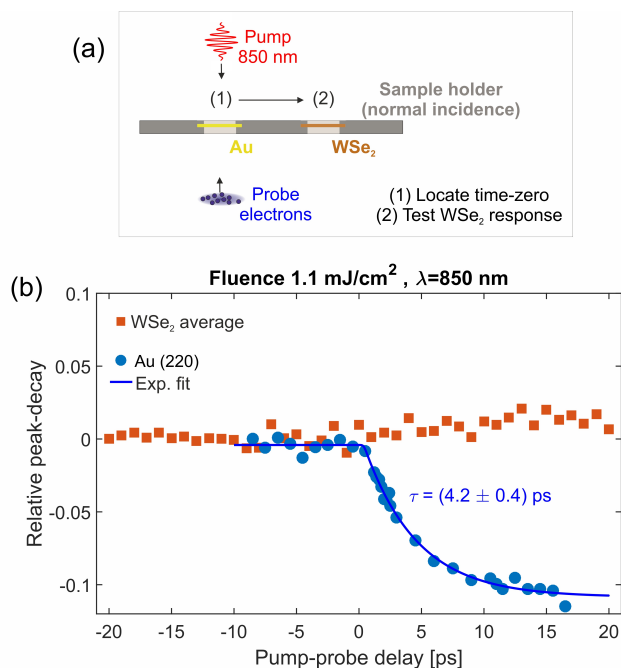 (a)
Pump
850 nm
(1)
(2)
Sample holder
(normal incidence)
Au
WSe₂
Probe
electrons
(1) Locate time-zero
(2) Test WSe₂ response
(b)
Fluence 1.1 mJ/cm² , λ=850 nm
0.1
0.05
0
-0.05
-0.1
Relative peak-decay
WSe₂ average
Au (220)
Exp. fit
τ = (4.2 ± 0.4) ps
-20
-15
-10
-5
0
5
10
15
20
Pump-probe delay [ps]